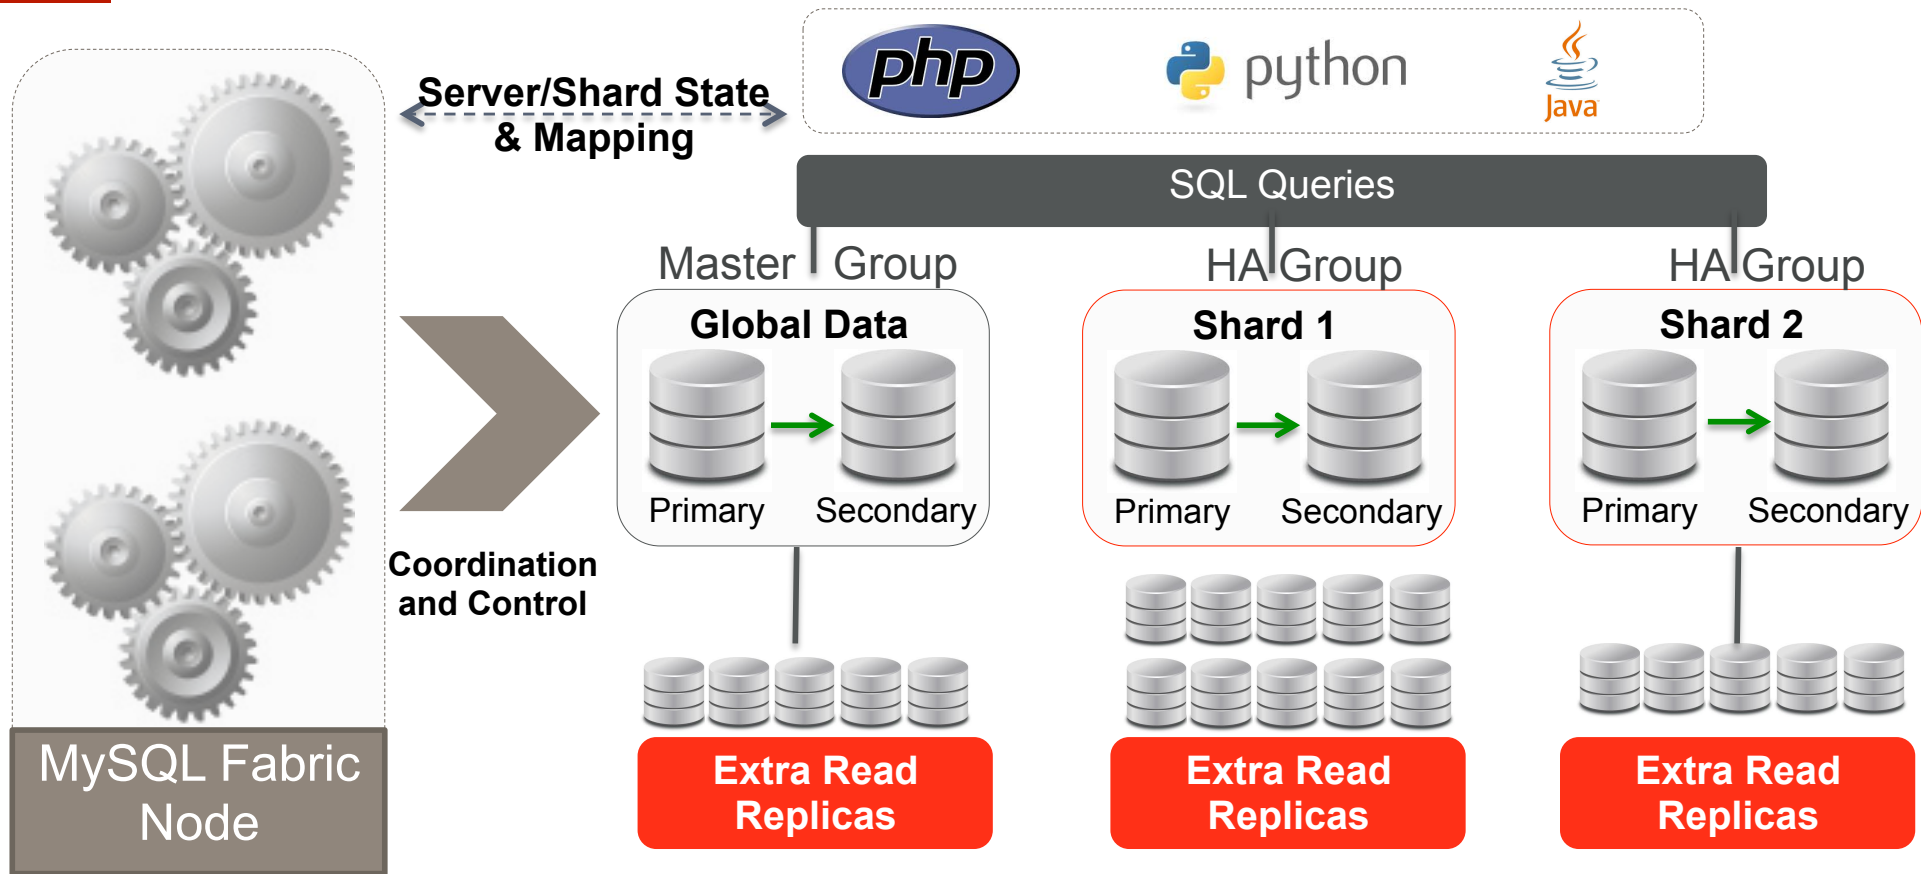 php
python
Java
Server/Shard State
& Mapping
SQL Queries
Master Group
HA Group
HA Group
Global Data
Shard 1
Shard 2
Primary
Secondary
Primary
Secondary
Primary
Secondary
Coordination
and Control
MySQL Fabric
Node
Extra Read
Replicas
Extra Read
Replicas
Extra Read
Replicas